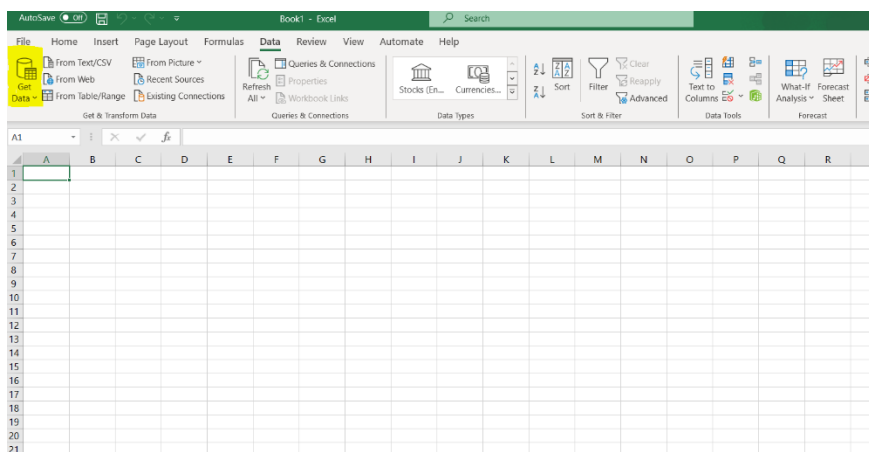 AutoSave Off Book1 - Excel Search
File Home Insert Page Layout Formulas Data Review View Automate Help
Get Data
From Text/CSV
From Web
From Table/Range
From Picture
Recent Sources
Existing Connections
Get & Transform Data
Refresh All
Queries & Connections
Properties
Workbook Links
Queries & Connections
Stocks (En... Currencies...
Data Types
Sort
Filter
Clear
Reapply
Advanced
Sort & Filter
Text to Columns
Data Tools
What-If Analysis
Forecast Sheet
Forecast
A1 fx
A B C D E F G H I J K L M N O P Q R
1
2
3
4
5
6
7
8
9
10
11
12
13
14
15
16
17
18
19
20
21